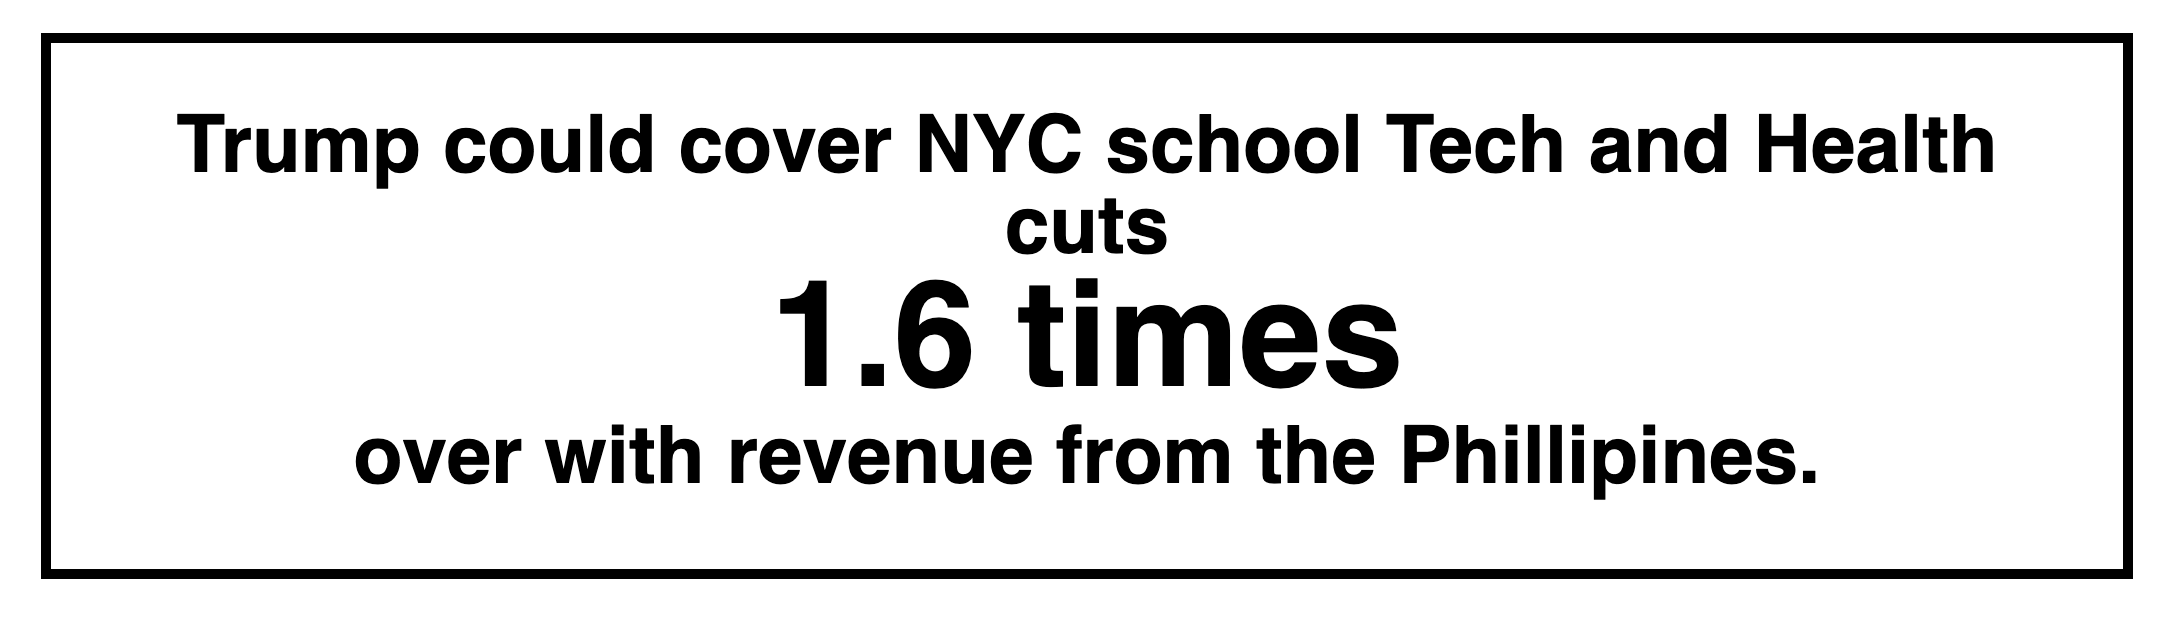 Trump could cover NYC school Tech and Health
cuts
1.6 times
over with revenue from the Phillipines.